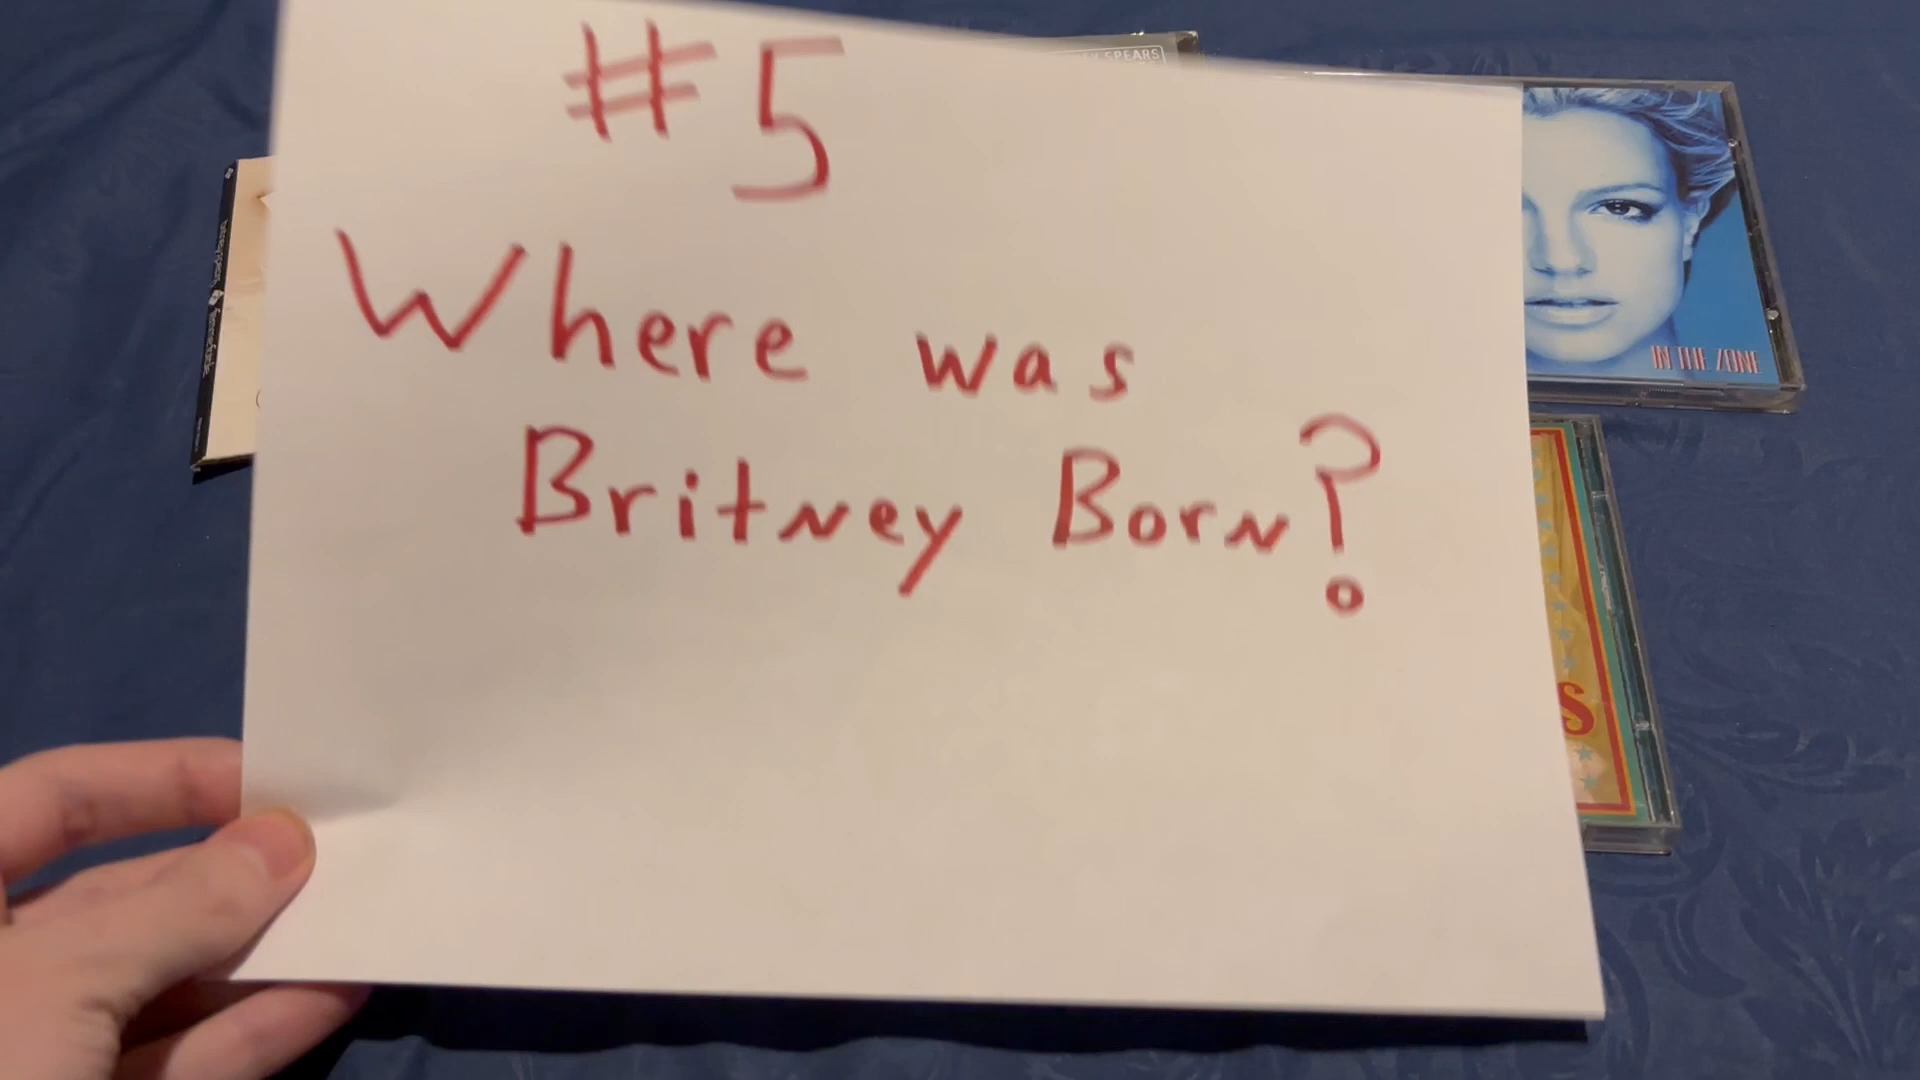 #5
Where was
Britney Born?
SPEARS
IN THE ZONE
S